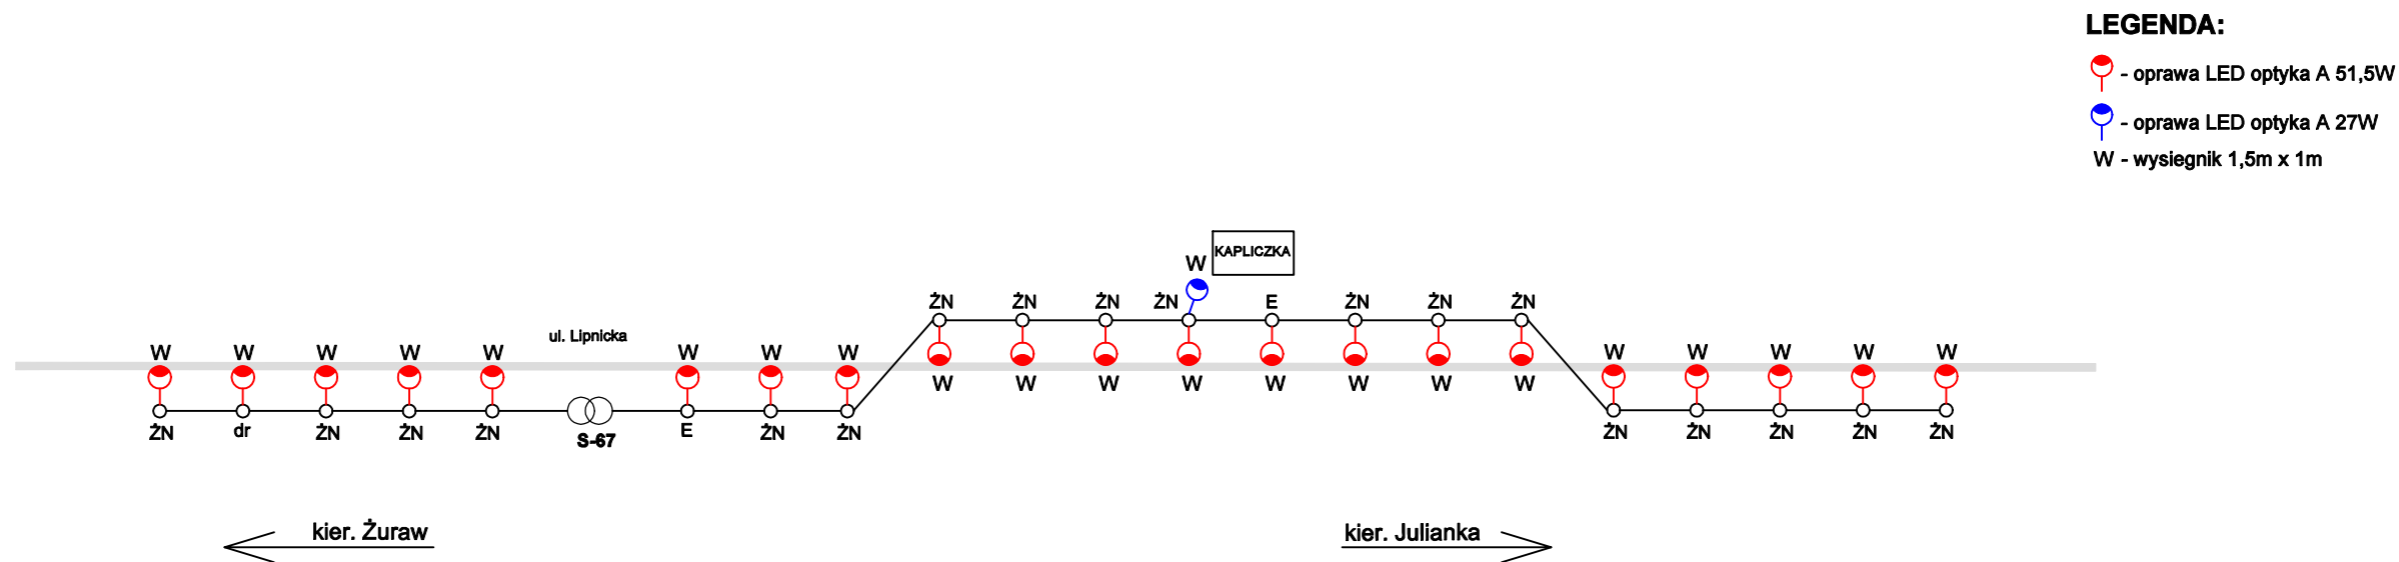 LEGENDA:
- oprawa LED optyka A 51,5W
- oprawa LED optyka A 27W
W - wysiegnik 1,5m x 1m
KAPLICZKA
W
ŻN ŻN ŻN ŻN E ŻN ŻN ŻN
ul. Lipnicka
W W W W W W W W
W W W W W
W W W W W W W W
ŻN dr ŻN ŻN ŻN S-67 E ŻN ŻN
ŻN ŻN ŻN ŻN ŻN
kier. Żuraw
kier. Julianka